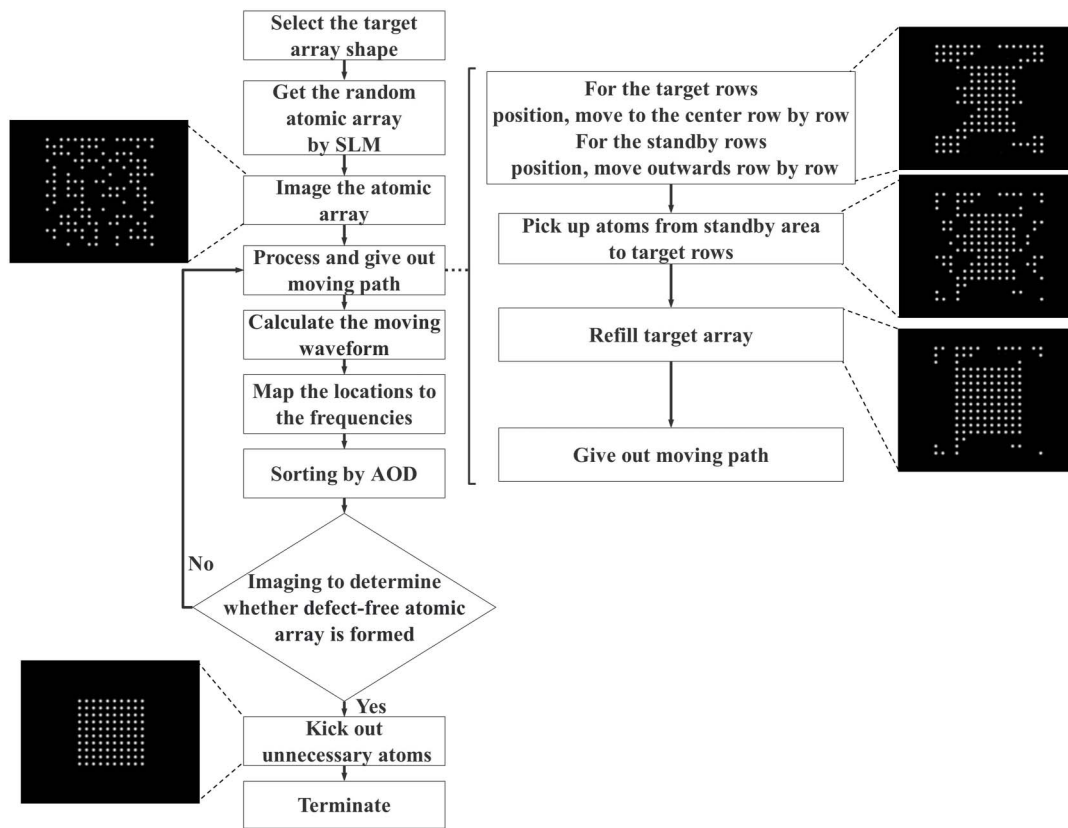 Select the target
array shape
Get the random
atomic array
by SLM
Image the atomic
array
Process and give out
moving path
Calculate the moving
waveform
Map the locations to
the frequencies
Sorting by AOD
Imaging to determine
whether defect-free atomic
array is formed
No
Yes
Kick out
unnecessary atoms
Terminate
For the target rows
position, move to the center row by row
For the standby rows
position, move outwards row by row
Pick up atoms from standby area
to target rows
Refill target array
Give out moving path